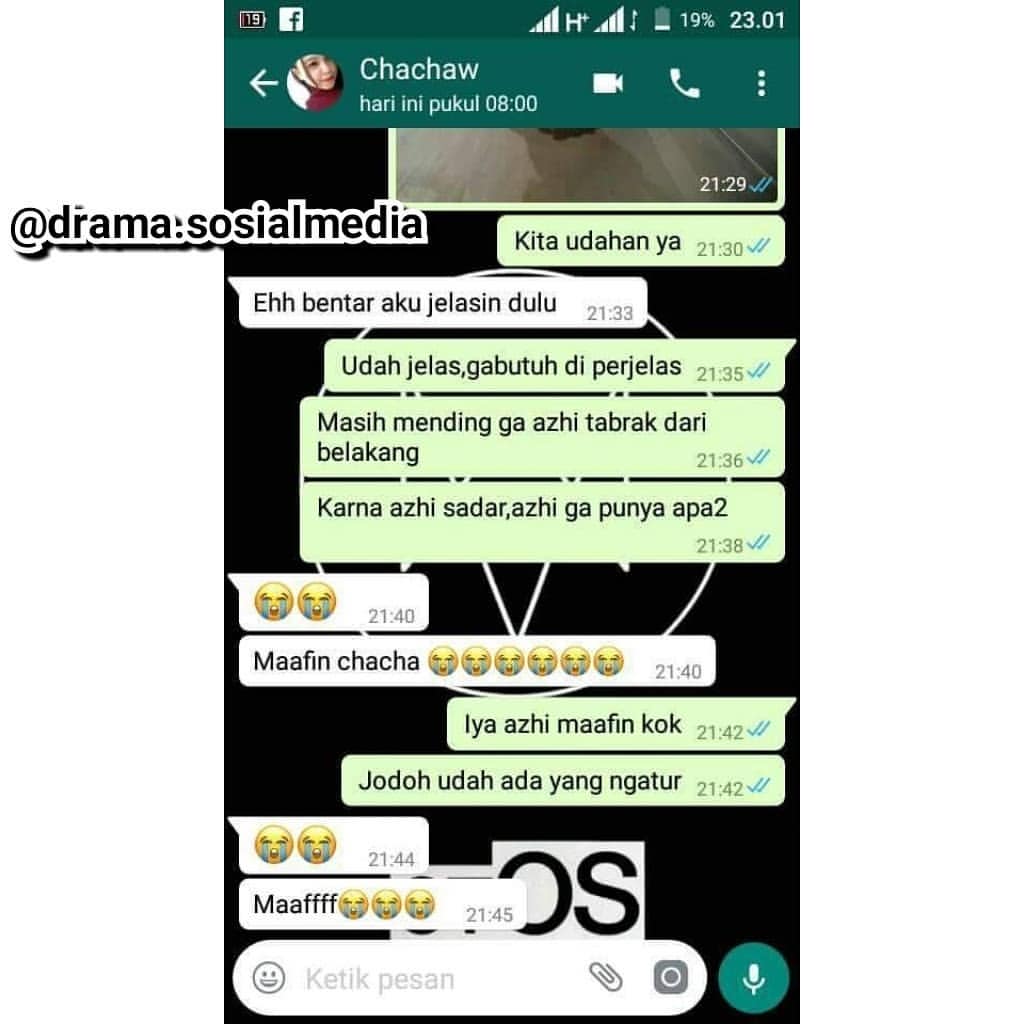 19
H+
19%
23.01
Chachaw
hari ini pukul 08:00
21:29
@drama.sosialmedia
Kita udahan ya 21:30
Ehh bentar aku jelasin dulu 21:33
Udah jelas,gabutuh di perjelas 21:35
Masih mending ga azhi tabrak dari
belakang 21:36
Karna azhi sadar,azhi ga punya apa2
21:38
😭😭 21:40
Maafin chacha 😭😭😭😭😭😭 21:40
Iya azhi maafin kok 21:42
Jodoh udah ada yang ngatur 21:42
😭😭 21:44
Maaffff😭😭😭 21:45
OS
Ketik pesan